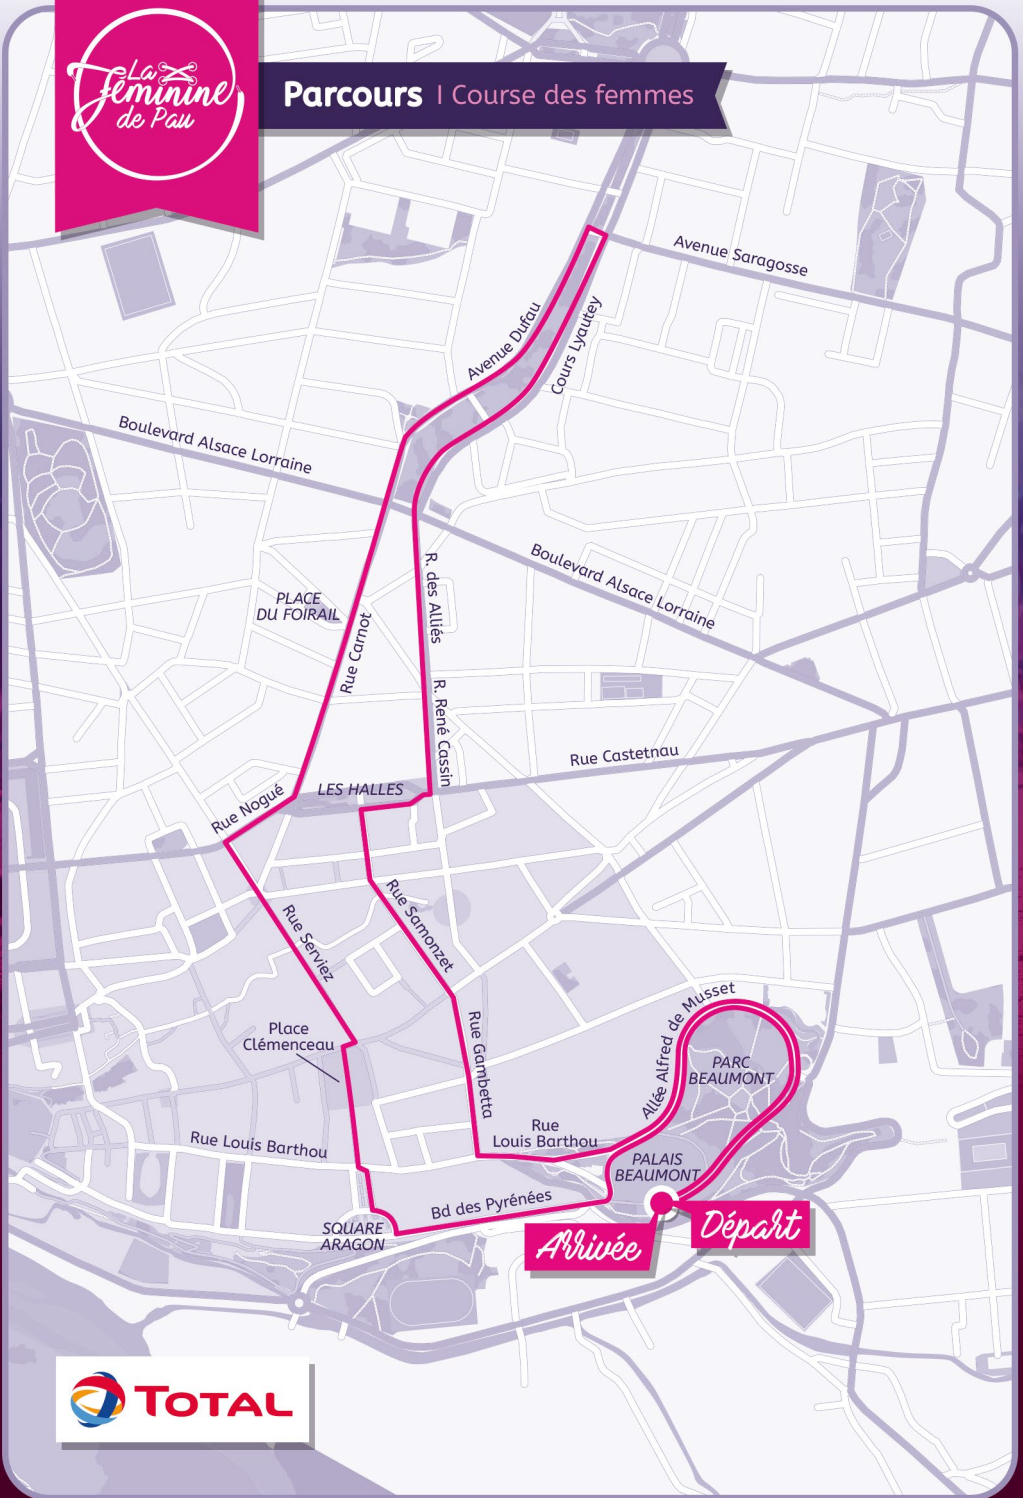 La
Féminine
de Pau
Parcours | Course des femmes
Avenue Saragosse
Avenue Dufau
Cours Lyautey
Boulevard Alsace Lorraine
Boulevard Alsace Lorraine
R. des Alliés
PLACE
DU FOIRAIL
Rue Carnot
R. René Cassin
Rue Castetnau
LES HALLES
Rue Nogué
Rue Samonzet
Rue Serviez
Allée Alfred de Musset
Place
Clémenceau
Rue Gambetta
PARC
BEAUMONT
Rue Louis Barthou
Rue
Louis Barthou
PALAIS
BEAUMONT
Bd des Pyrénées
SQUARE
ARAGON
Arrivée
Départ
TOTAL